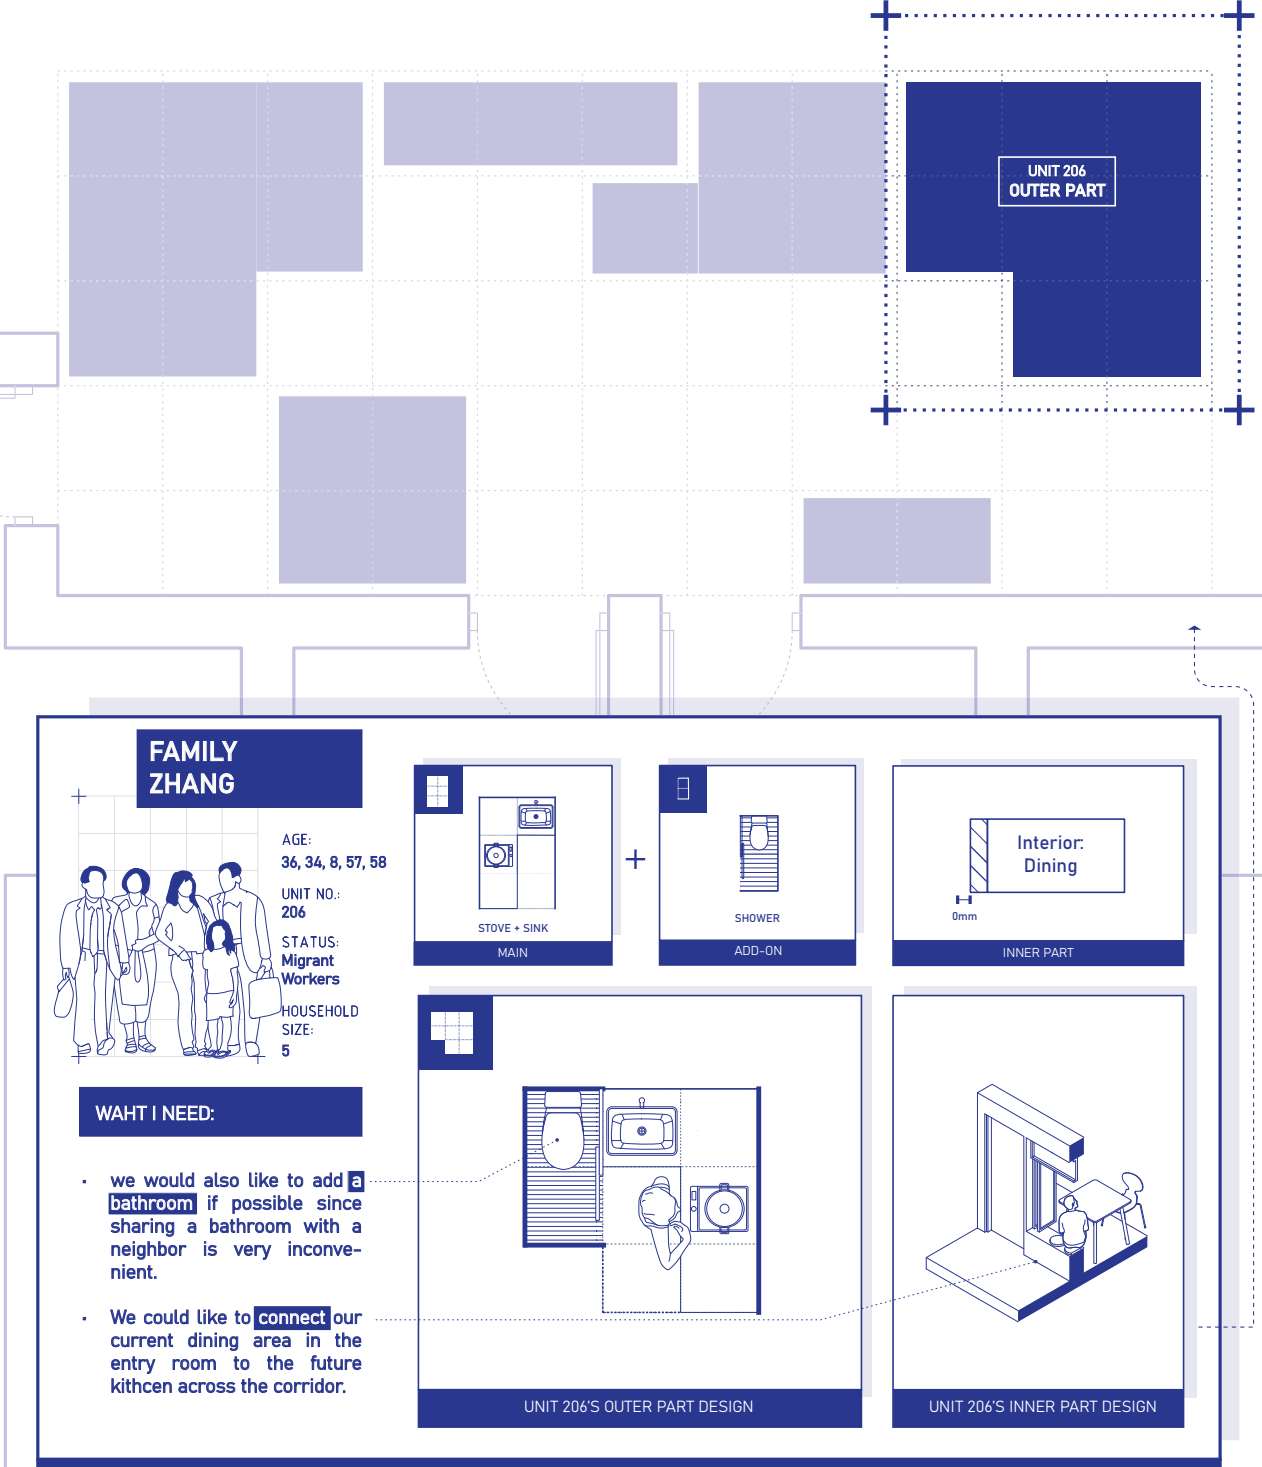 UNIT 206
OUTER PART
FAMILY
ZHANG
AGE:
36, 34, 8, 57, 58
UNIT NO.:
206
STATUS:
Migrant
Workers
HOUSEHOLD
SIZE:
5
STOVE + SINK
MAIN
+
SHOWER
ADD-ON
Interior:
Dining
0mm
INNER PART
WAHT I NEED:
· we would also like to add a
bathroom if possible since
sharing a bathroom with a
neighbor is very inconve-
nient.
· We could like to connect our
current dining area in the
entry room to the future
kithcen across the corridor.
UNIT 206'S OUTER PART DESIGN
UNIT 206'S INNER PART DESIGN